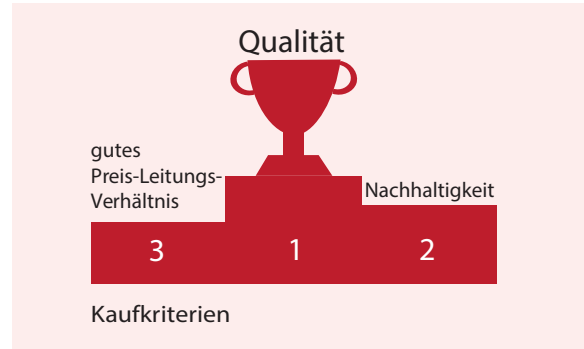 Qualität
gutes
Preis-Leitungs-
Verhältnis
Nachhaltigkeit
3
1
2
Kaufkriterien